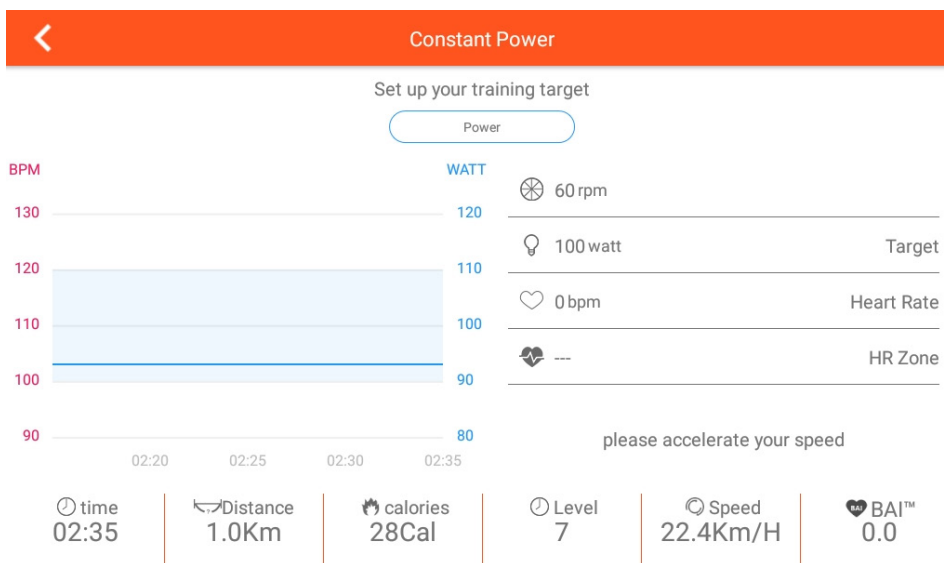 Constant Power
Set up your training target
Power
BPM WATT
130 120
120 110
110 100
100 90
90 80
02:20 02:25 02:30 02:35
60 rpm
100 watt Target
0 bpm Heart Rate
--- HR Zone
please accelerate your speed
time Distance calories Level Speed BAI BAI™
02:35 1.0Km 28Cal 7 22.4Km/H 0.0